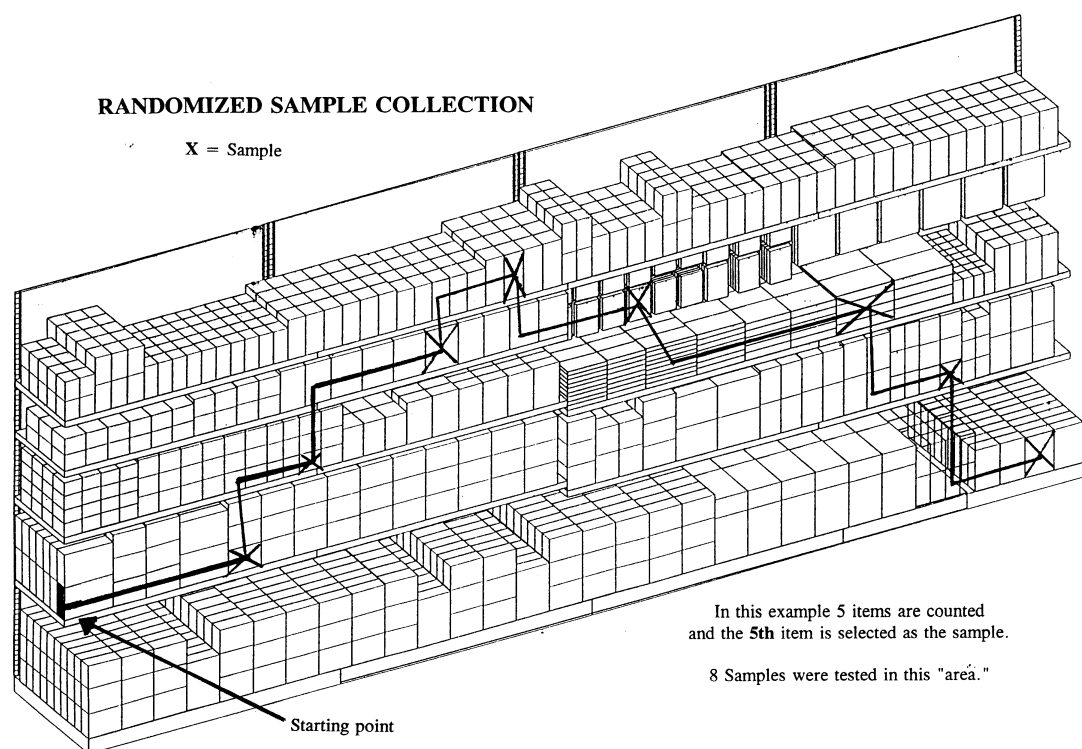 RANDOMIZED SAMPLE COLLECTION
X = Sample
In this example 5 items are counted
and the 5th item is selected as the sample.
8 Samples were tested in this "area."
Starting point